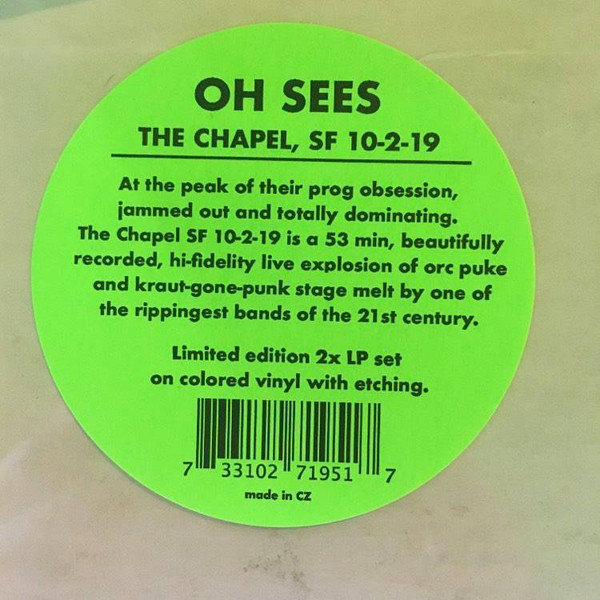 OH SEES
THE CHAPEL, SF 10-2-19
At the peak of their prog obsession,
jammed out and totally dominating.
The Chapel SF 10-2-19 is a 53 min, beautifully
recorded, hi-fidelity live explosion of orc puke
and kraut-gone-punk stage melt by one of
the rippingest bands of the 21st century.
Limited edition 2x LP set
on colored vinyl with etching.
7 33102 71951 7
made in CZ